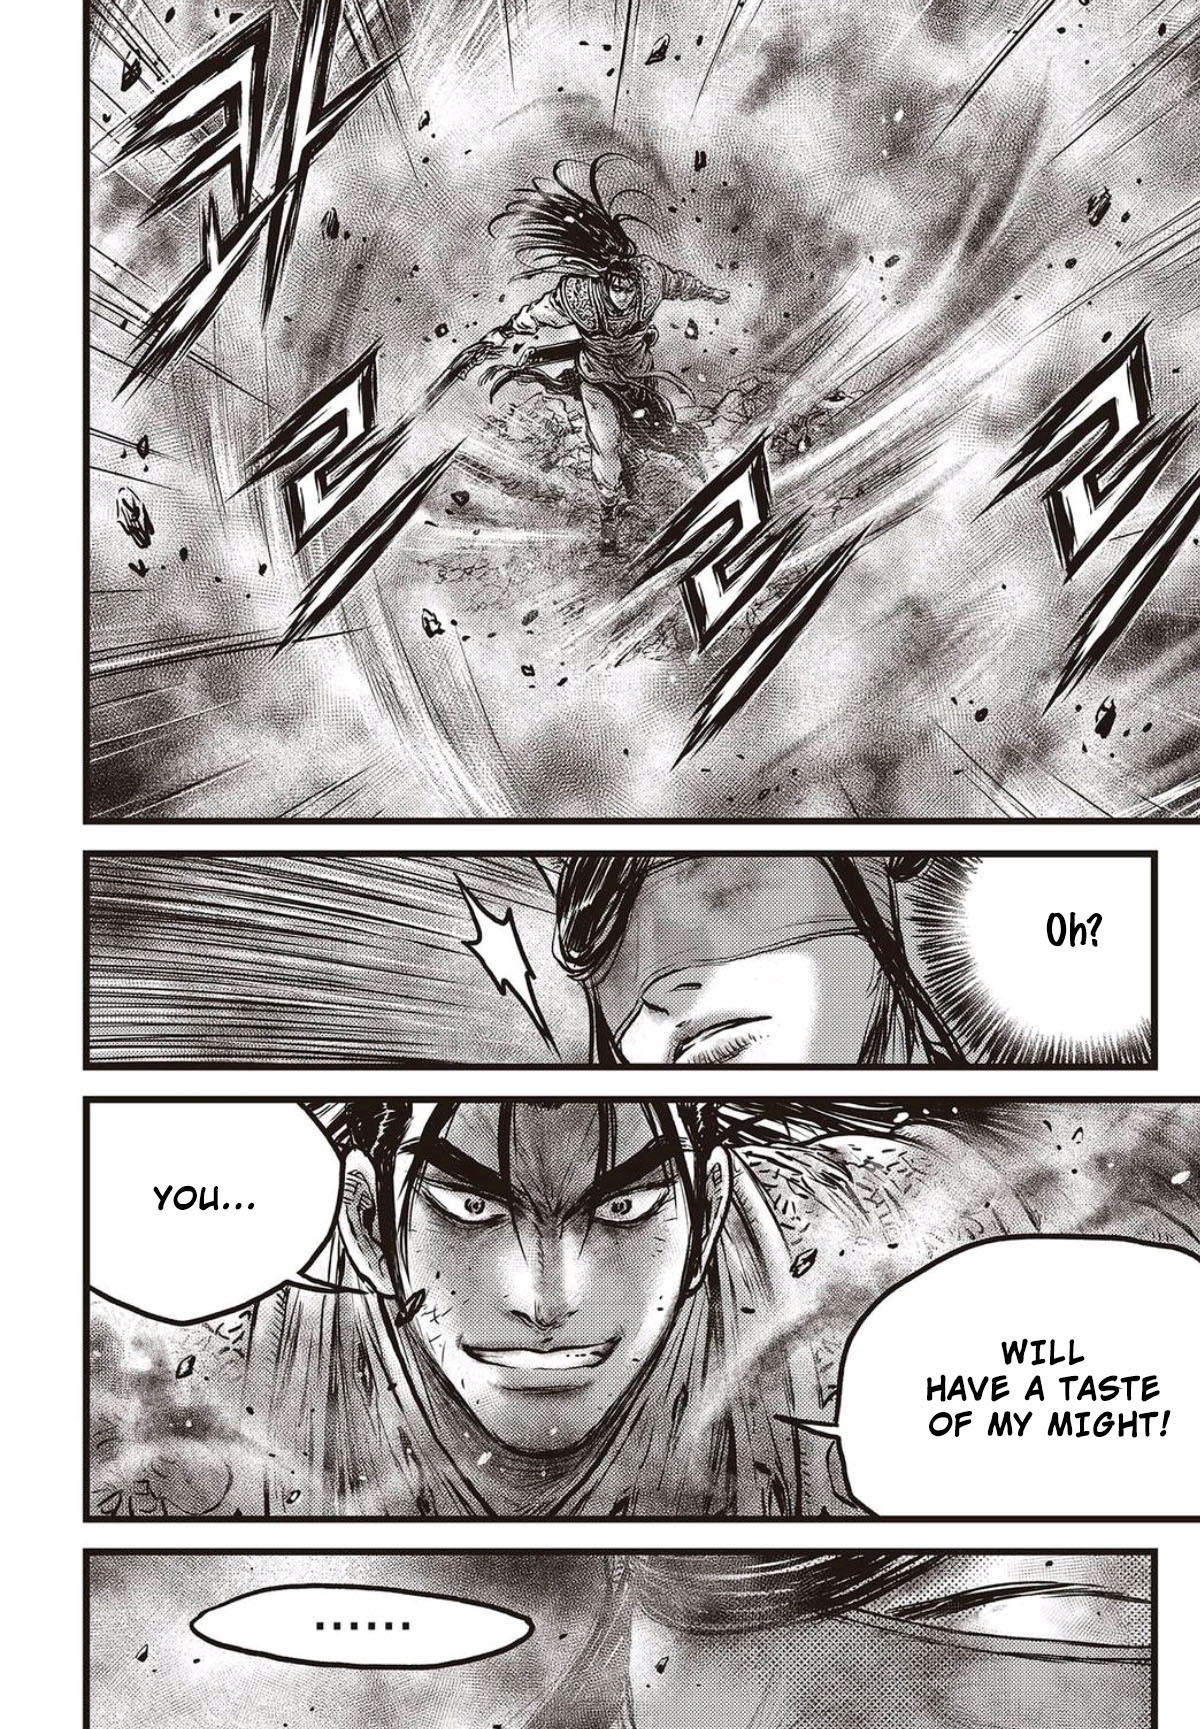 콰
르
르
르
Oh?
YOU...
WILL
HAVE A TASTE
OF MY MIGHT!
......